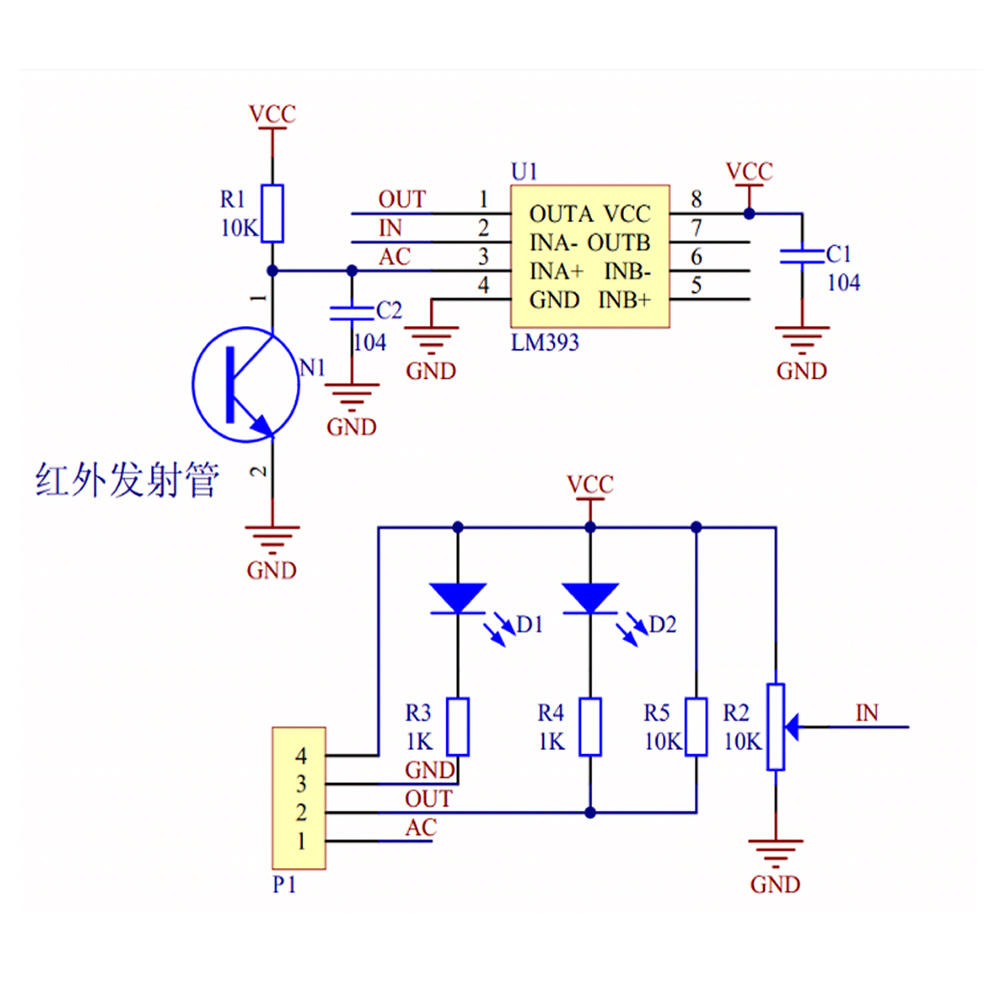 VCC
R1
10K
1
N1
2
红外发射管
GND
C2
104
GND
U1
OUT 1 OUTA VCC 8
IN 2 INA- OUTB 7
AC 3 INA+ INB- 6
4 GND INB+ 5
LM393
GND
VCC
C1
104
GND
VCC
D1
D2
R3
1K
R4
1K
R5
10K
R2
10K
IN
4
3 GND
2 OUT
1 AC
P1
GND